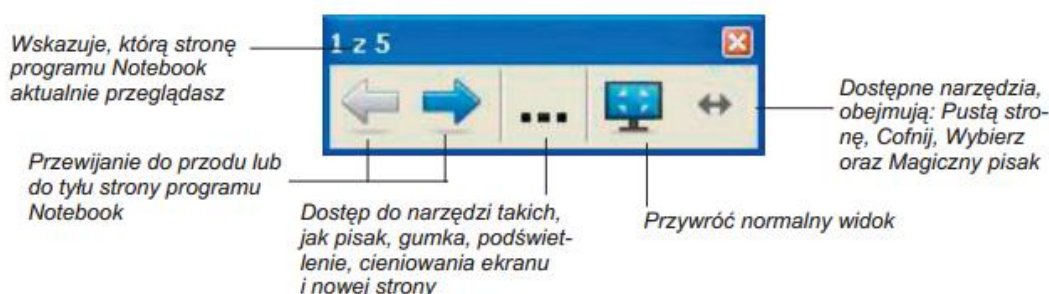 Wskazuje, którą stronę
programu Notebook
aktualnie przeglądasz
1 z 5
Dostępne narzędzia,
obejmują: Pustą stro-
nę, Cofnij, Wybierz
oraz Magiczny pisak
Przewijanie do przodu lub
do tyłu strony programu
Notebook
Dostęp do narzędzi takich,
jak pisak, gumka, podświet-
lenie, cieniowania ekranu
i nowej strony
Przywróć normalny widok